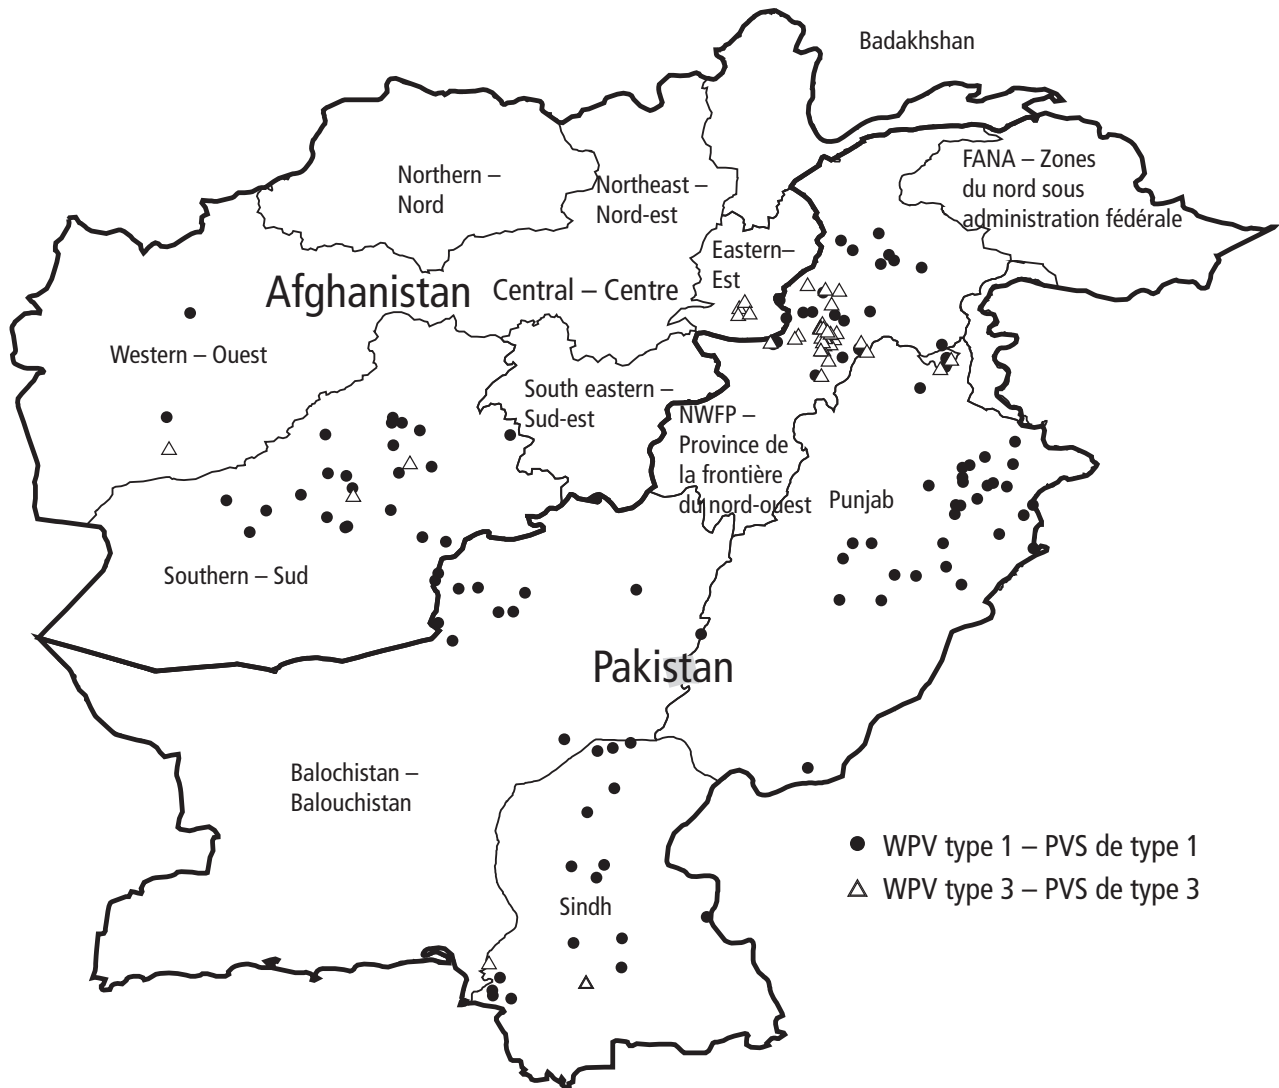 Badakhshan
FANA – Zones
du nord sous
administration fédérale
Northern –
Nord
Northeast –
Nord-est
Eastern–
Est
Afghanistan
Central – Centre
Western – Ouest
South eastern –
Sud-est
NWFP –
Province de
la frontière
du nord-ouest
Punjab
Southern – Sud
Pakistan
Balochistan –
Balouchistan
WPV type 1 – PVS de type 1
WPV type 3 – PVS de type 3
Sindh